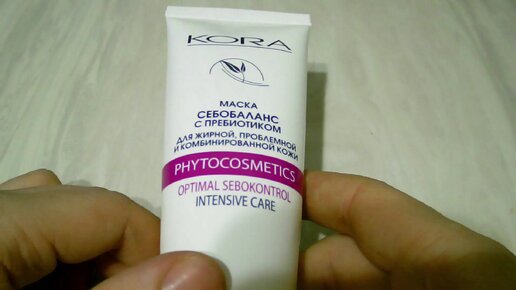 KORA
МАСКА
СЕБОБАЛАНС
С ПРЕБИОТИКОМ
ДЛЯ ЖИРНОЙ, ПРОБЛЕМНОЙ
И КОМБИНИРОВАННОЙ КОЖИ
PHYTOCOSMETICS
OPTIMAL SEBOKONTROL
INTENSIVE CARE